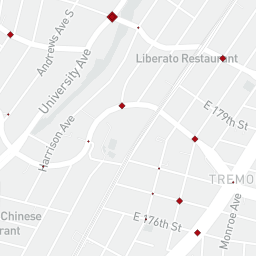 Andrews Ave S
University Ave
Liberato Restaurant
E 179th St
Harrison Ave
TREMO
Chinese
rant
E 176th St
Monroe Ave